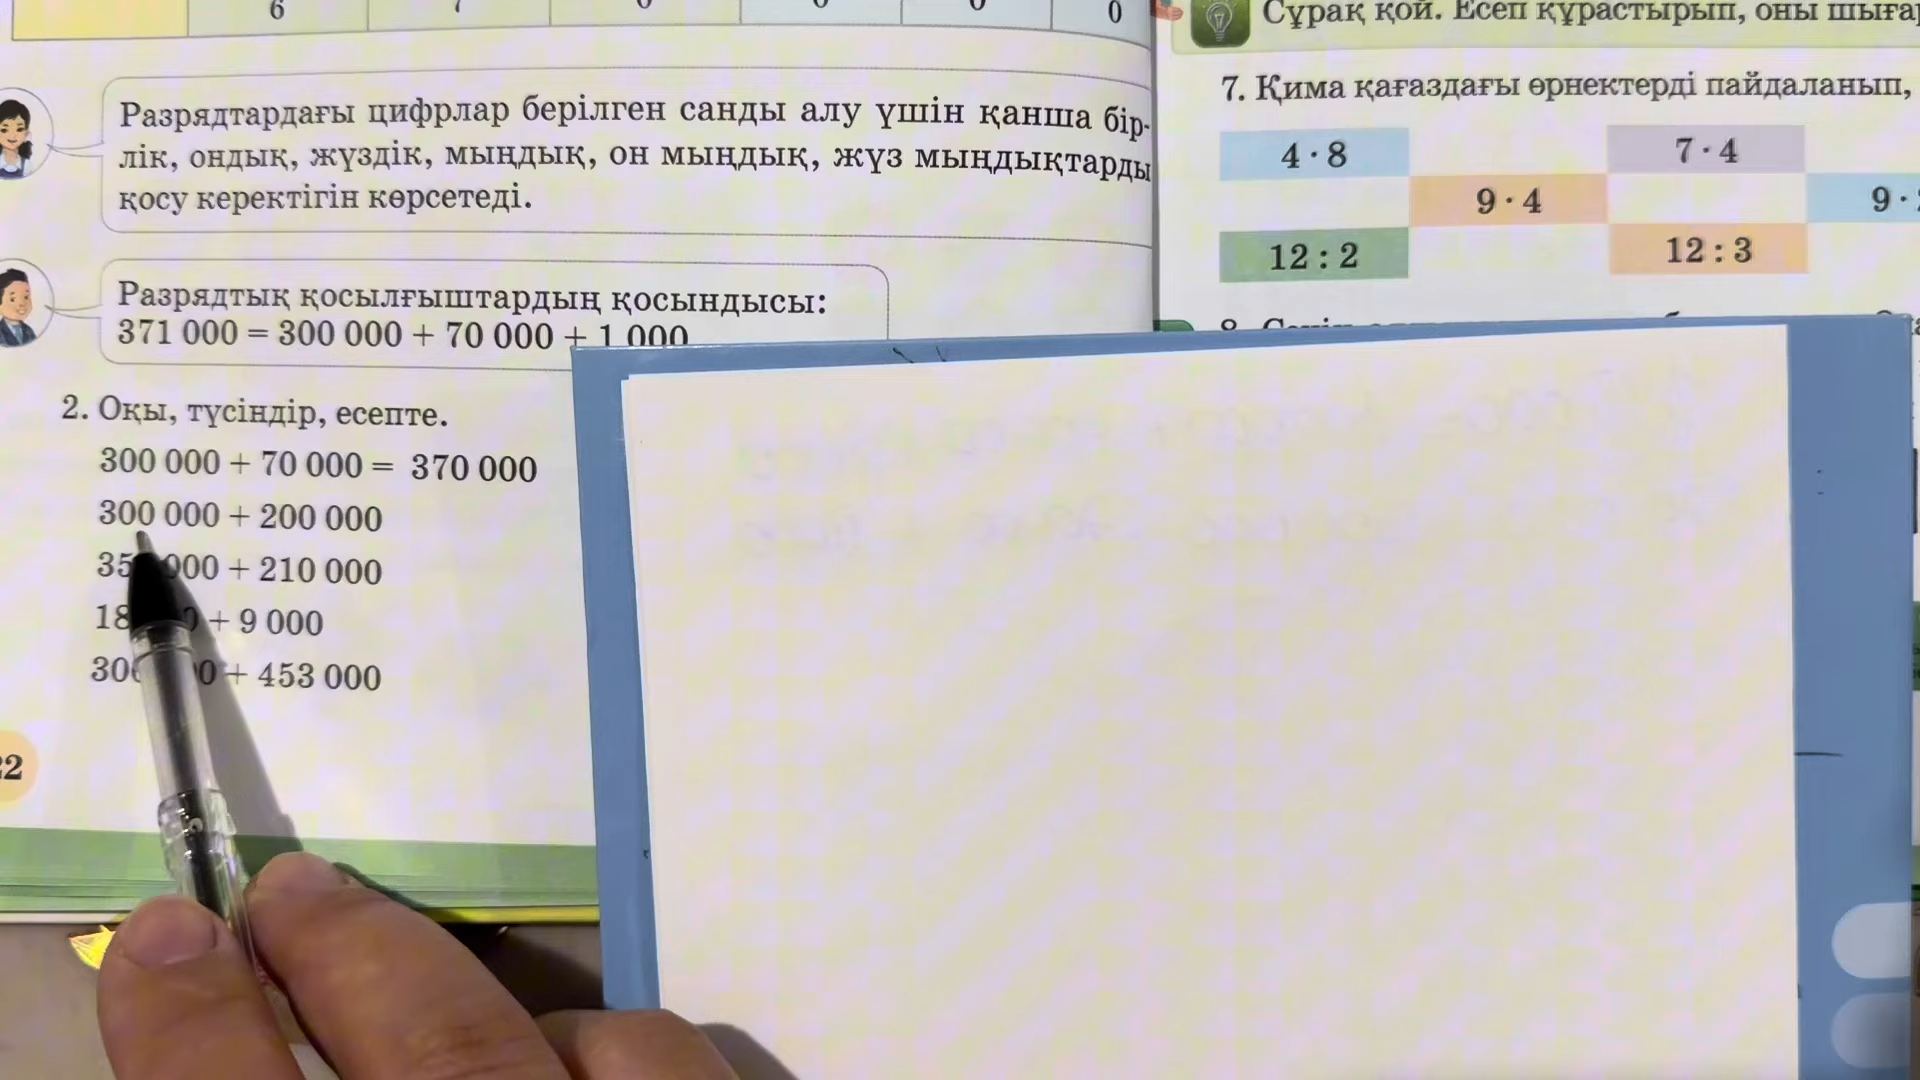 6
0
Разрядтардағы цифрлар берілген санды алу үшін қанша бір-
лік, ондық, жүздік, мыңдық, он мыңдық, жүз мыңдықтарды
қосу керектігін көрсетеді.
Разрядтық қосылғыштардың қосындысы:
371 000 = 300 000 + 70 000 + 1 000
2. Оқы, түсіндір, есепте.
300 000 + 70 000 = 370 000
300 000 + 200 000
+ 210 000
+ 9 000
+ 453 000
Сұрақ қой. Есеп құрастырып, оны
7. Қима қағаздағы өрнектерді пайдаланып,
4 · 8
7 · 4
9 · 4
9 ·
12 : 2
12 : 3